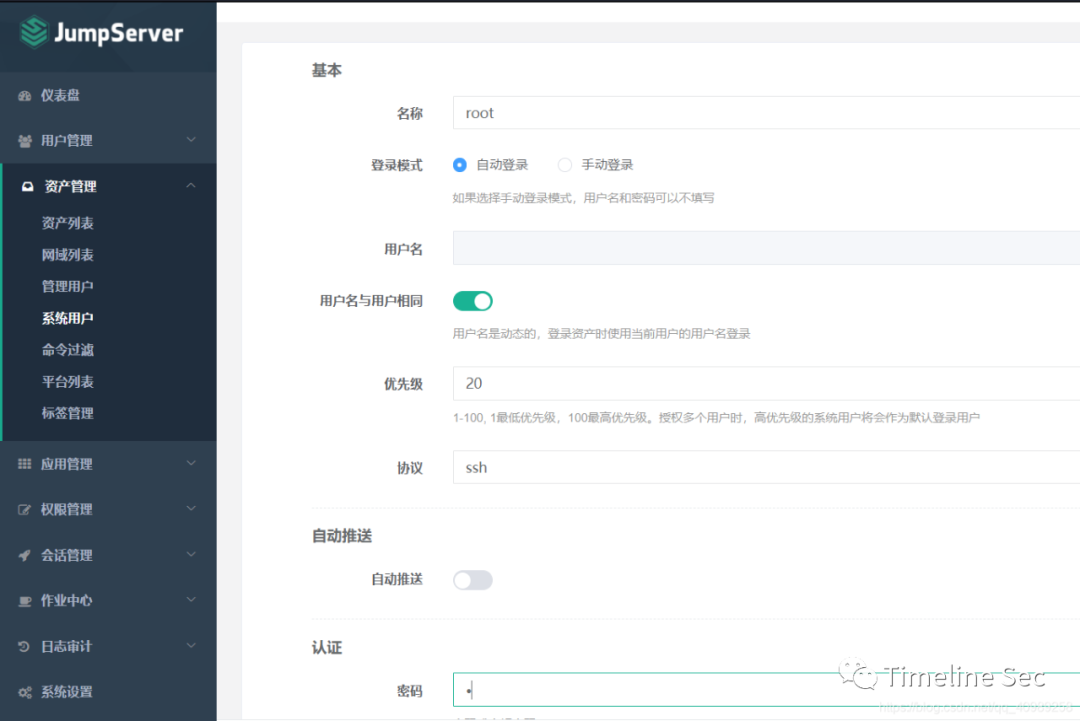 JumpServer
仪表盘
用户管理
资产管理
资产列表
网域列表
管理用户
系统用户
命令过滤
平台列表
标签管理
应用管理
权限管理
会话管理
作业中心
日志审计
系统设置
基本
名称 root
登录模式 自动登录 手动登录
如果选择手动登录模式，用户名和密码可以不填写
用户名
用户名与用户相同
用户名是动态的，登录资产时使用当前用户的用户名登录
优先级 20
1-100, 1最低优先级，100最高优先级。授权多个用户时，高优先级的系统用户将会作为默认登录用户
协议 ssh
自动推送
自动推送
认证
密码
Timeline Sec